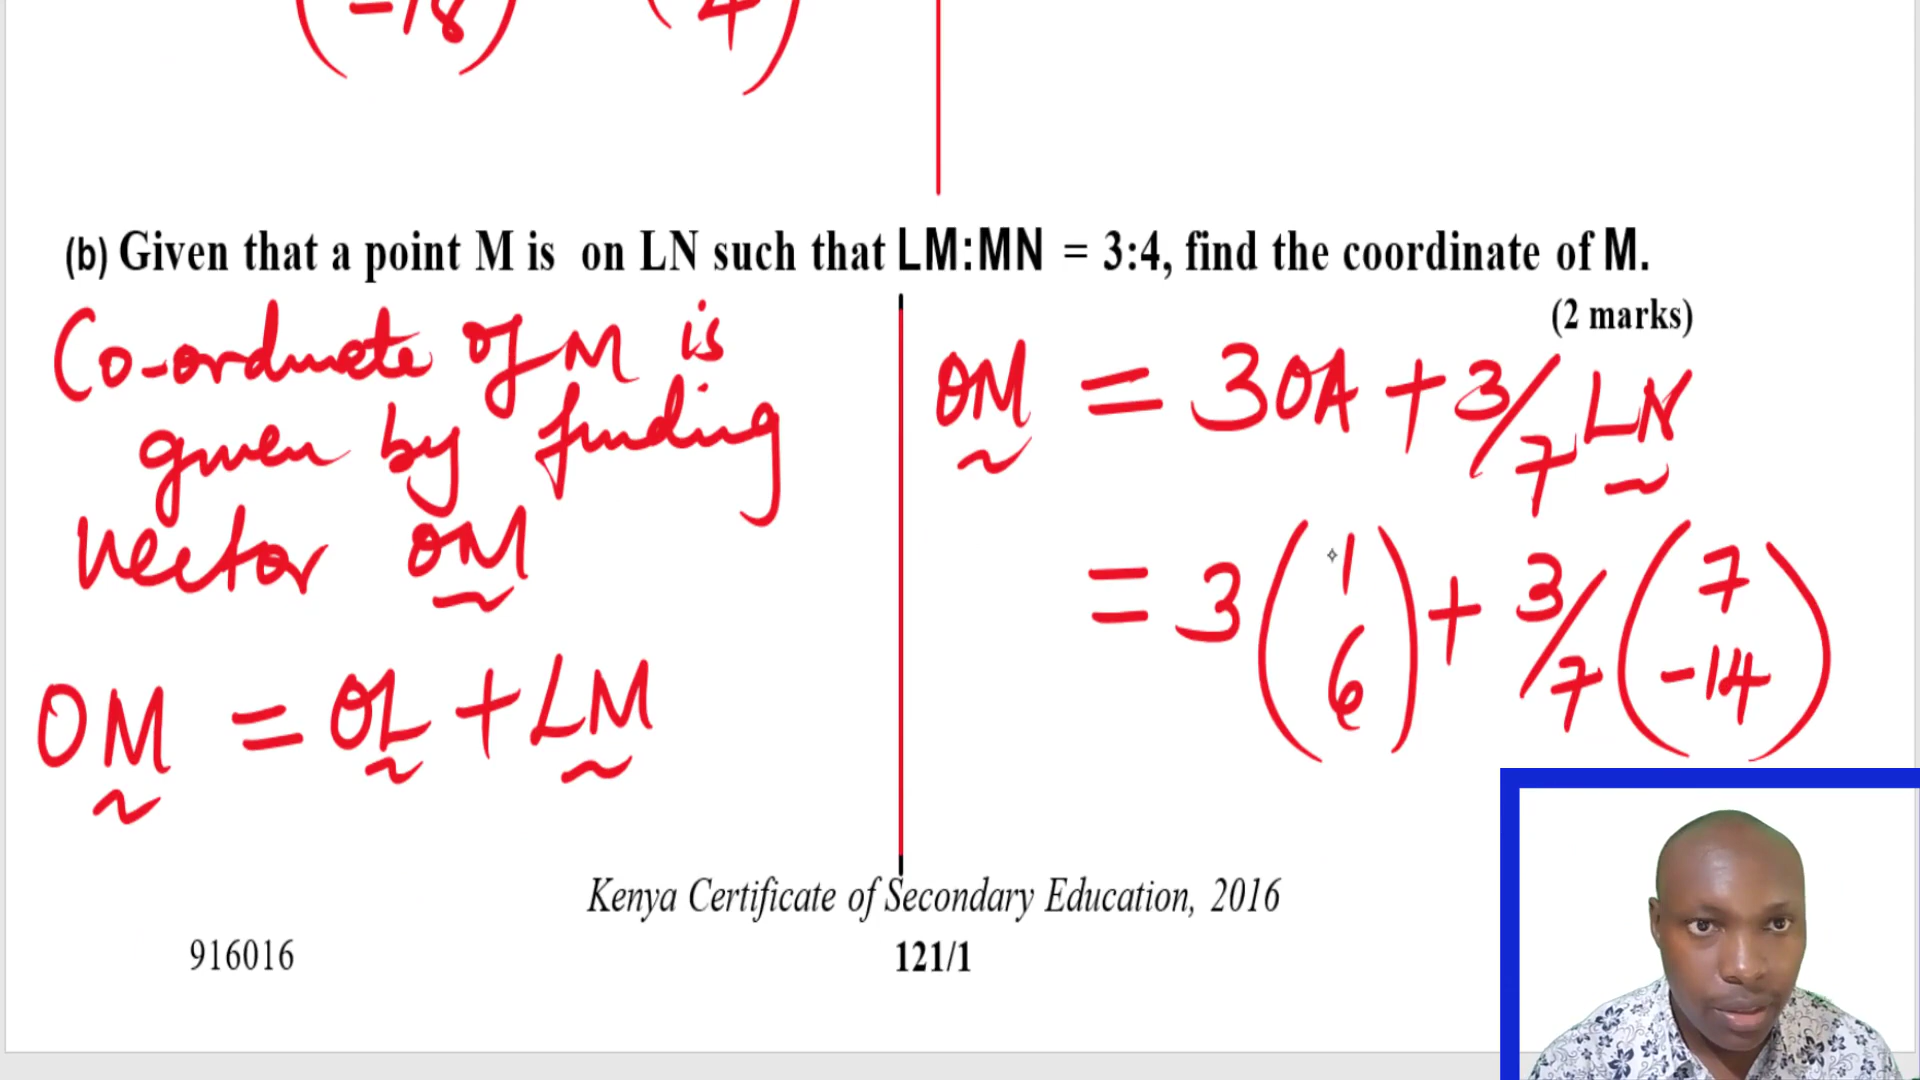 (-18) (4)
(b) Given that a point M is on LN such that LM:MN = 3:4, find the coordinate of M.
(2 marks)
Co-ordinate of M is
given by finding
Vector OM
OM = OL + LM
OM = 3OA + 3/7 LN
= 3(1 6) + 3/7(7 -14)
Kenya Certificate of Secondary Education, 2016
916016
121/1